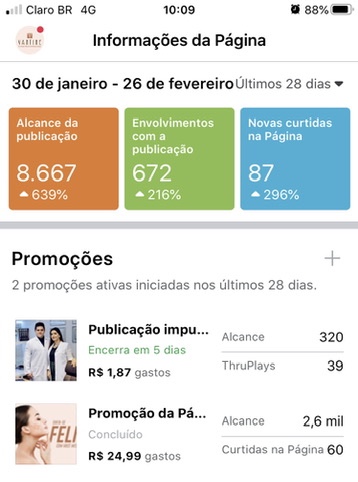 Claro BR 4G 10:09 88%
Informações da Página
30 de janeiro - 26 de fevereiro Últimos 28 dias
Alcance da
publicação
8.667
639%
Envolvimentos
com a
publicação
672
216%
Novas curtidas
na Página
87
296%
Promoções
2 promoções ativas iniciadas nos últimos 28 dias.
Publicação impu...
Encerra em 5 dias
R$ 1,87 gastos
Alcance 320
ThruPlays 39
Promoção da Pá...
Concluído
R$ 24,99 gastos
Alcance 2,6 mil
Curtidas na Página 60